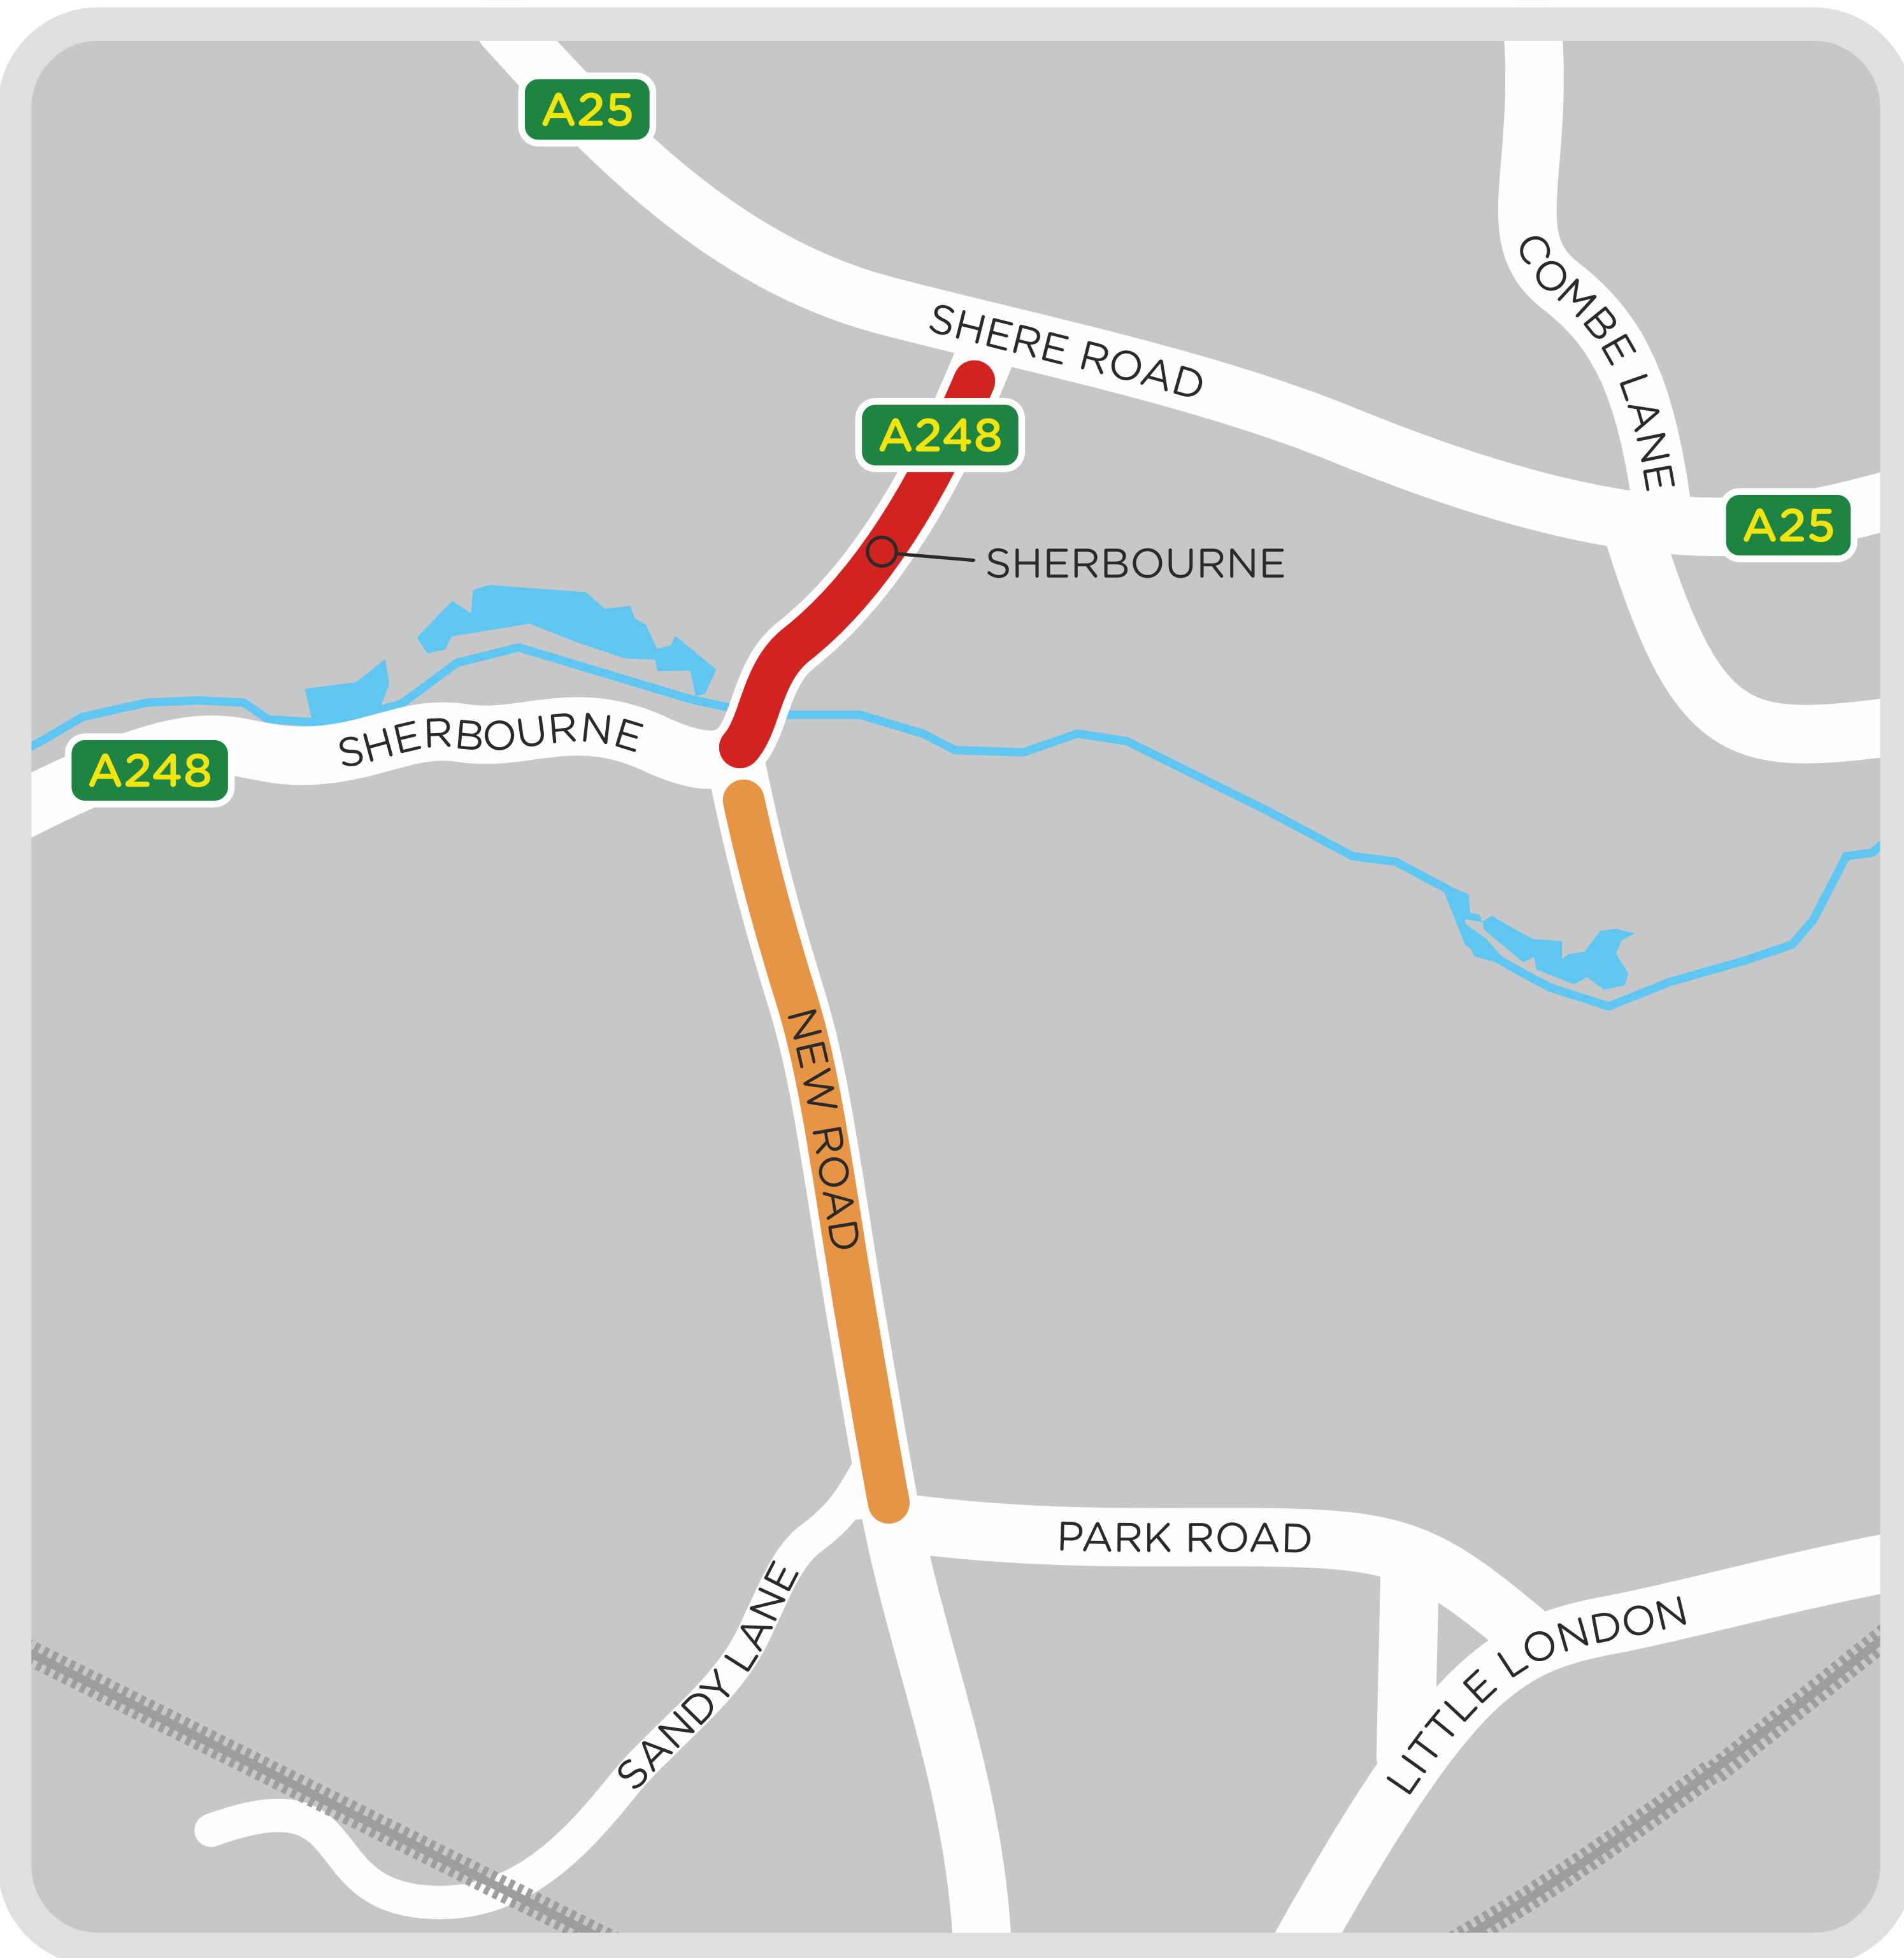 A25
COMBE LANE
SHERE ROAD
A248
A25
SHERBOURNE
SHERBOURNE
A248
NEW ROAD
PARK ROAD
SANDY LANE
LITTLE LONDON